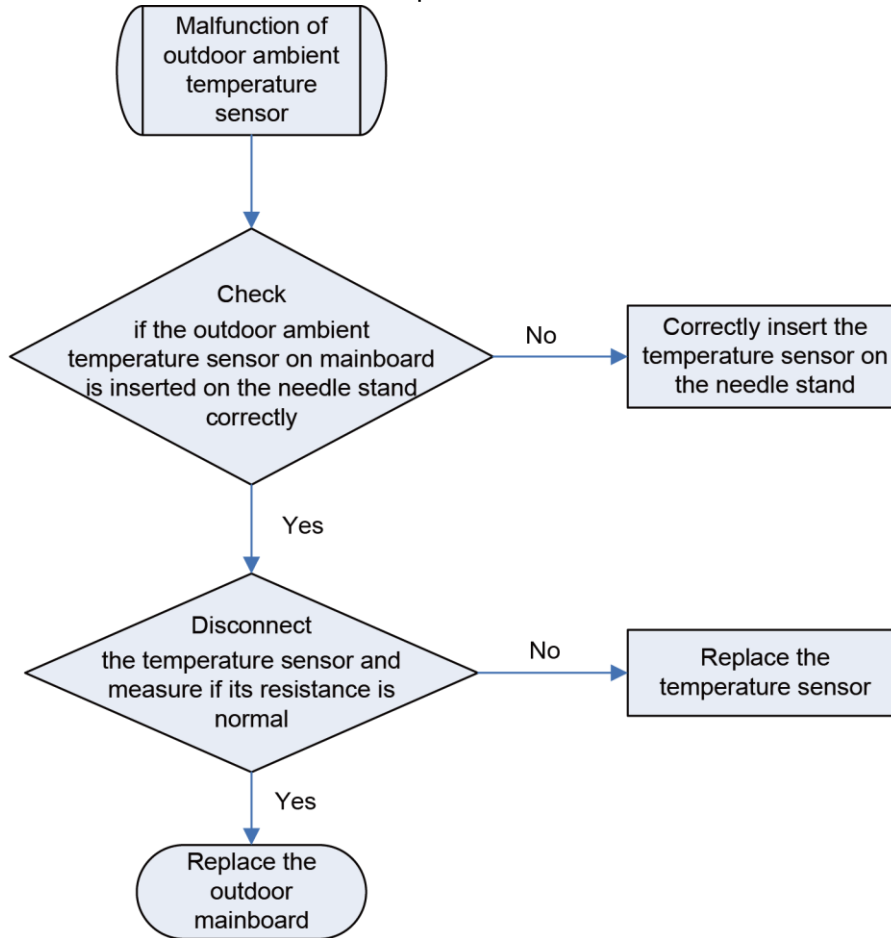 Malfunction of
outdoor ambient
temperature
sensor
Check
if the outdoor ambient
temperature sensor on mainboard
is inserted on the needle stand
correctly
No
Correctly insert the
temperature sensor on
the needle stand
Yes
Disconnect
the temperature sensor and
measure if its resistance is
normal
No
Replace the
temperature sensor
Yes
Replace the
outdoor
mainboard